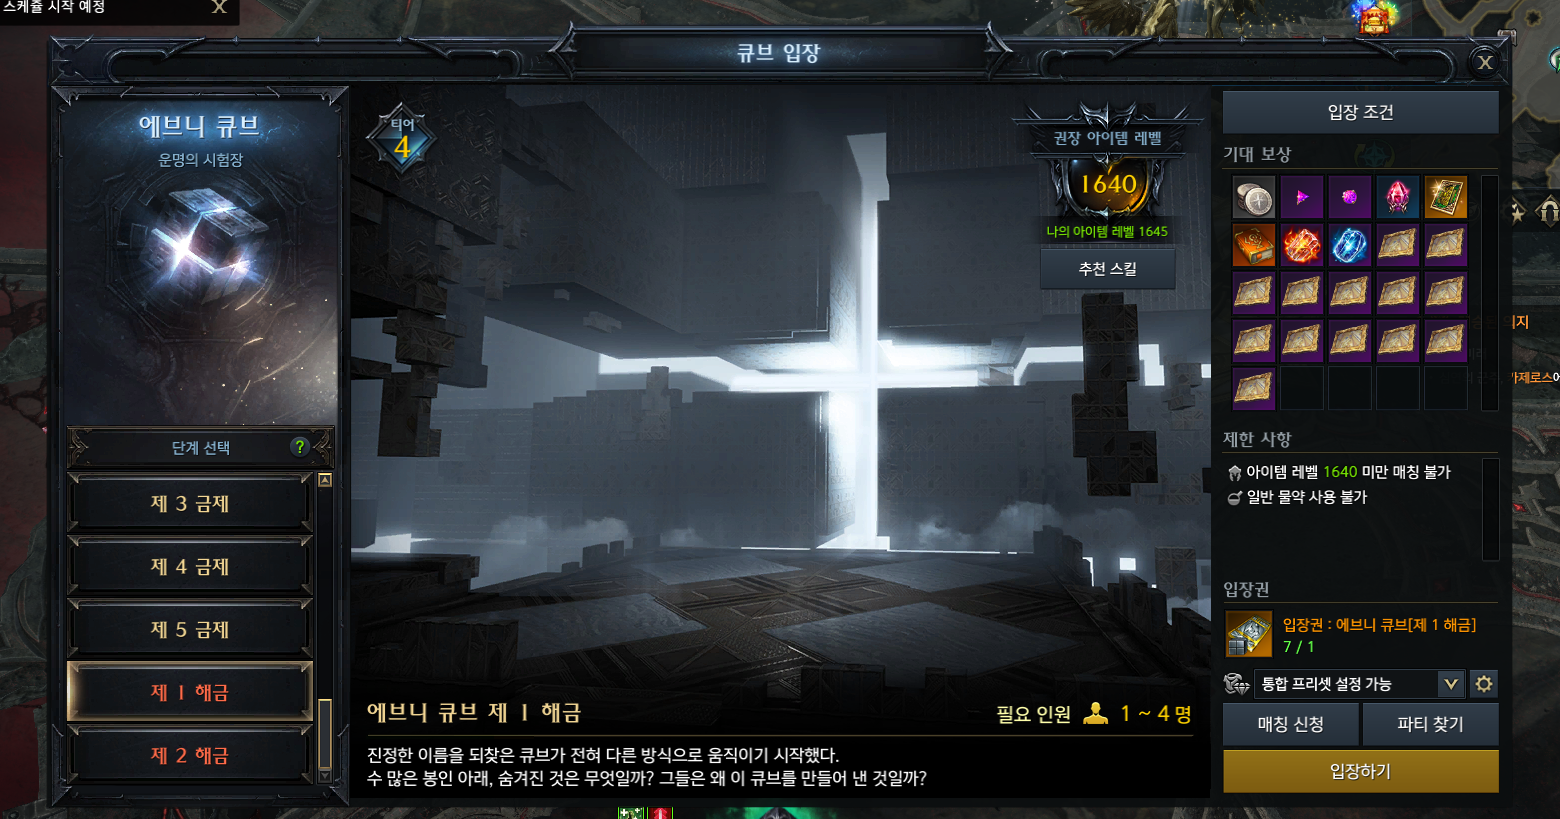 스케쥴 시작 예정
X
큐브 입장
X
에브니 큐브
운명의 시험장
단계 선택
?
제 3 금제
제 4 금제
제 5 금제
제 1 해금
제 2 해금
티어
4
권장 아이템 레벨
1640
나의 아이템 레벨 1645
추천 스킬
에브니 큐브 제 1 해금
필요 인원 1 ~ 4 명
진정한 이름을 되찾은 큐브가 전혀 다른 방식으로 움직이기 시작했다.
수 많은 봉인 아래, 숨겨진 것은 무엇일까? 그들은 왜 이 큐브를 만들어 낸 것일까?
입장 조건
기대 보상
제한 사항
아이템 레벨 1640 미만 매칭 불가
일반 물약 사용 불가
입장권
입장권 : 에브니 큐브[제 1 해금]
7 / 1
통합 프리셋 설정 가능
매칭 신청
파티 찾기
입장하기